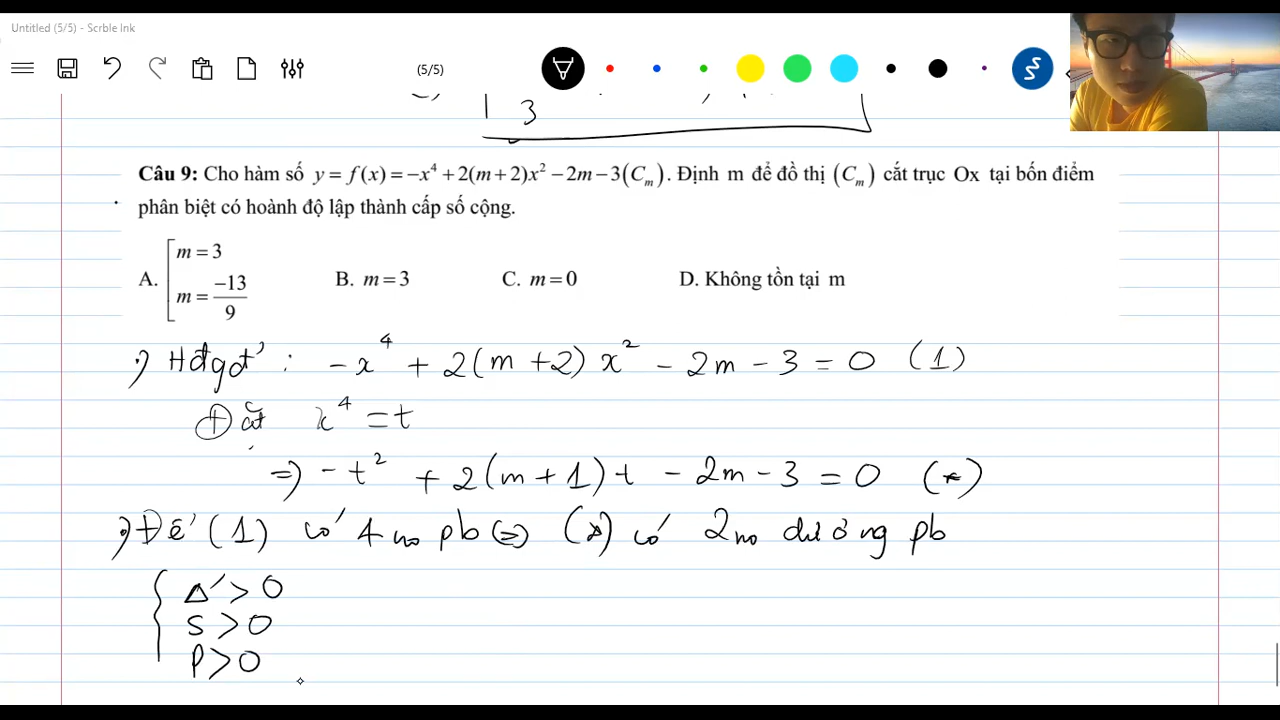 Untitled (5/5) - Scrble Ink
(5/5)
3
Câu 9: Cho hàm số y = f(x) = −x⁴ + 2(m+2)x² − 2m − 3 (Cₘ). Định m để đồ thị (Cₘ) cắt trục Ox tại bốn điểm
phân biệt có hoành độ lập thành cấp số cộng.
A. [ m = 3
m = −13/9
B. m = 3
C. m = 0
D. Không tồn tại m
Hđgđ : −x⁴ + 2(m+2)x² − 2m − 3 = 0 (1)
Đặt x⁴ = t
=> −t² + 2(m+1)t − 2m − 3 = 0 (*)
Để (1) có 4 no pb <=> (*) có 2 no dương pb
{ Δ' > 0
S > 0
P > 0